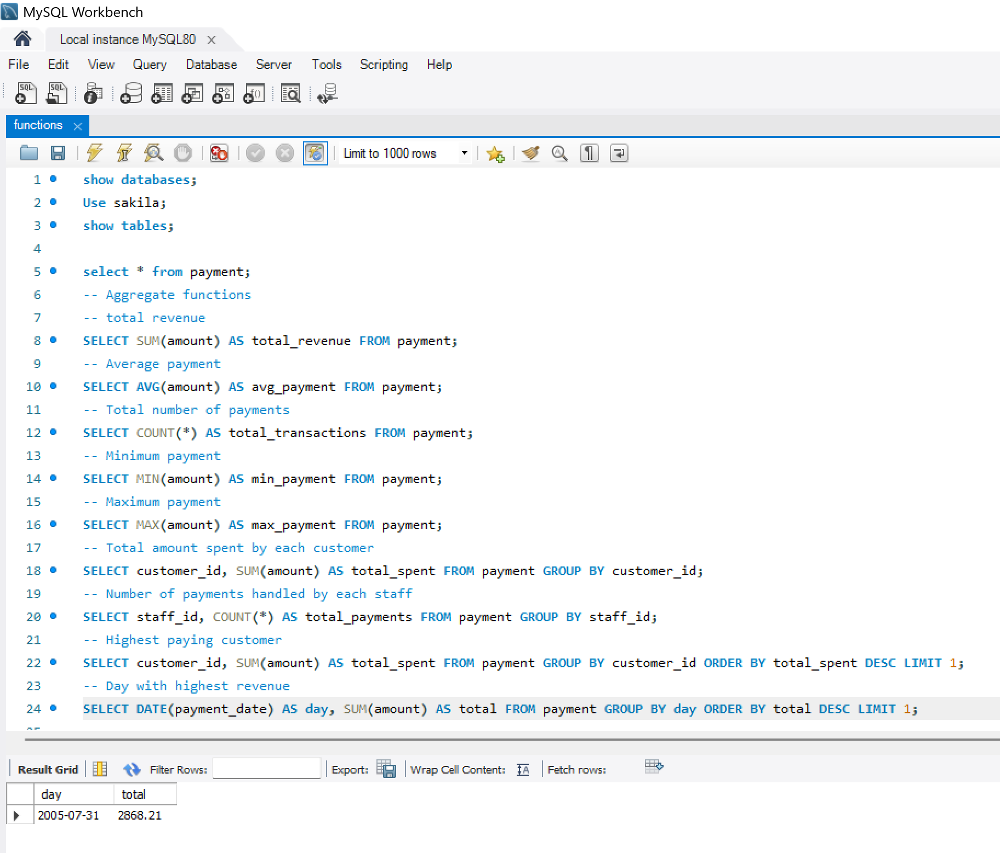 MySQL Workbench
Local instance MySQL80
File Edit View Query Database Server Tools Scripting Help
functions
Limit to 1000 rows
1 show databases;
2 Use sakila;
3 show tables;
4
5 select * from payment;
6 -- Aggregate functions
7 -- total revenue
8 SELECT SUM(amount) AS total_revenue FROM payment;
9 -- Average payment
10 SELECT AVG(amount) AS avg_payment FROM payment;
11 -- Total number of payments
12 SELECT COUNT(*) AS total_transactions FROM payment;
13 -- Minimum payment
14 SELECT MIN(amount) AS min_payment FROM payment;
15 -- Maximum payment
16 SELECT MAX(amount) AS max_payment FROM payment;
17 -- Total amount spent by each customer
18 SELECT customer_id, SUM(amount) AS total_spent FROM payment GROUP BY customer_id;
19 -- Number of payments handled by each staff
20 SELECT staff_id, COUNT(*) AS total_payments FROM payment GROUP BY staff_id;
21 -- Highest paying customer
22 SELECT customer_id, SUM(amount) AS total_spent FROM payment GROUP BY customer_id ORDER BY total_spent DESC LIMIT 1;
23 -- Day with highest revenue
24 SELECT DATE(payment_date) AS day, SUM(amount) AS total FROM payment GROUP BY day ORDER BY total DESC LIMIT 1;
Result Grid Filter Rows: Export: Wrap Cell Content: Fetch rows:
day total
2005-07-31 2868.21